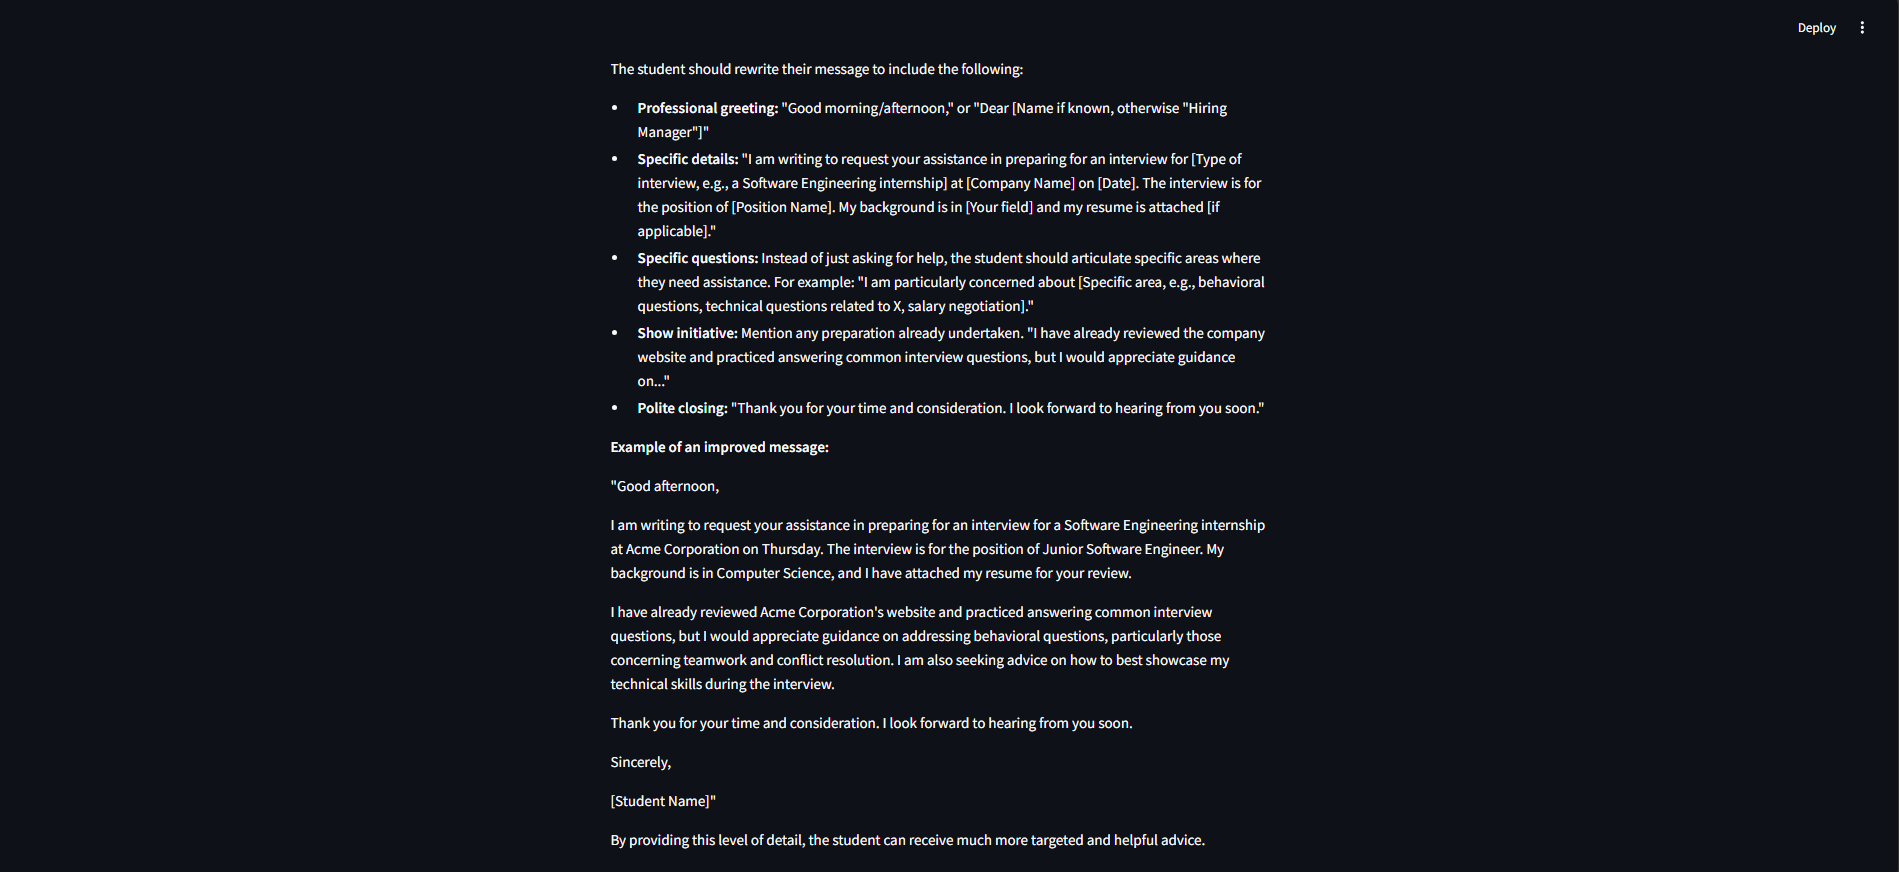 Deploy
The student should rewrite their message to include the following:
• Professional greeting: "Good morning/afternoon," or "Dear [Name if known, otherwise "Hiring
Manager"]"
• Specific details: "I am writing to request your assistance in preparing for an interview for [Type of
interview, e.g., a Software Engineering internship] at [Company Name] on [Date]. The interview is for
the position of [Position Name]. My background is in [Your field] and my resume is attached [if
applicable]."
• Specific questions: Instead of just asking for help, the student should articulate specific areas where
they need assistance. For example: "I am particularly concerned about [Specific area, e.g., behavioral
questions, technical questions related to X, salary negotiation]."
• Show initiative: Mention any preparation already undertaken. "I have already reviewed the company
website and practiced answering common interview questions, but I would appreciate guidance
on..."
• Polite closing: "Thank you for your time and consideration. I look forward to hearing from you soon."
Example of an improved message:
"Good afternoon,
I am writing to request your assistance in preparing for an interview for a Software Engineering internship
at Acme Corporation on Thursday. The interview is for the position of Junior Software Engineer. My
background is in Computer Science, and I have attached my resume for your review.
I have already reviewed Acme Corporation's website and practiced answering common interview
questions, but I would appreciate guidance on addressing behavioral questions, particularly those
concerning teamwork and conflict resolution. I am also seeking advice on how to best showcase my
technical skills during the interview.
Thank you for your time and consideration. I look forward to hearing from you soon.
Sincerely,
[Student Name]"
By providing this level of detail, the student can receive much more targeted and helpful advice.